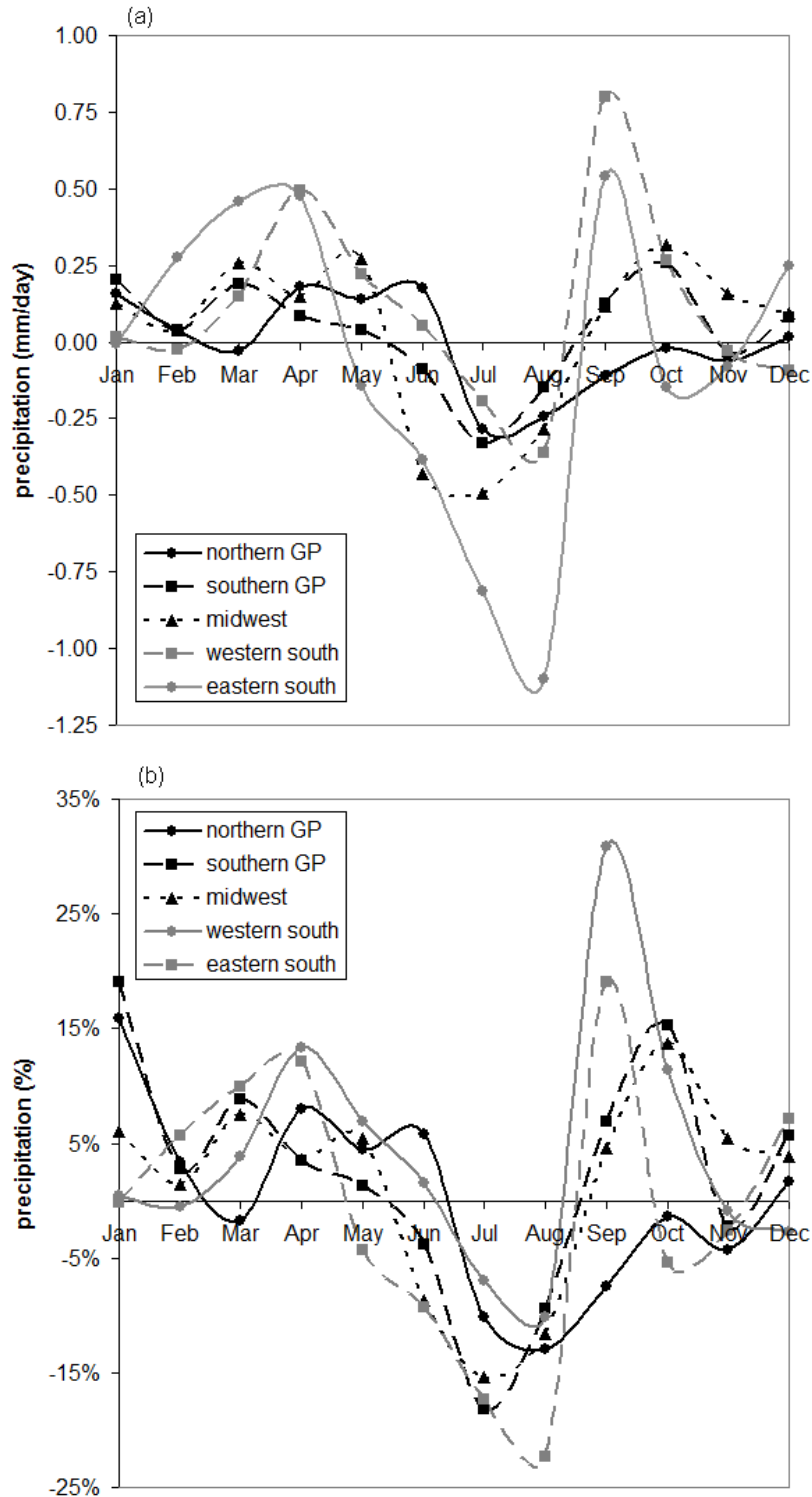 (a)
1.00
0.75
0.50
0.25
0.00
-0.25
-0.50
-0.75
-1.00
-1.25
precipitation (mm/day)
Jan Feb Mar Apr May Jun Jul Aug Sep Oct Nov Dec
northern GP
southern GP
midwest
western south
eastern south
(b)
35%
25%
15%
5%
-5%
-15%
-25%
precipitation (%)
northern GP
southern GP
midwest
western south
eastern south
Jan Feb Mar Apr May Jun Jul Aug Sep Oct Nov Dec